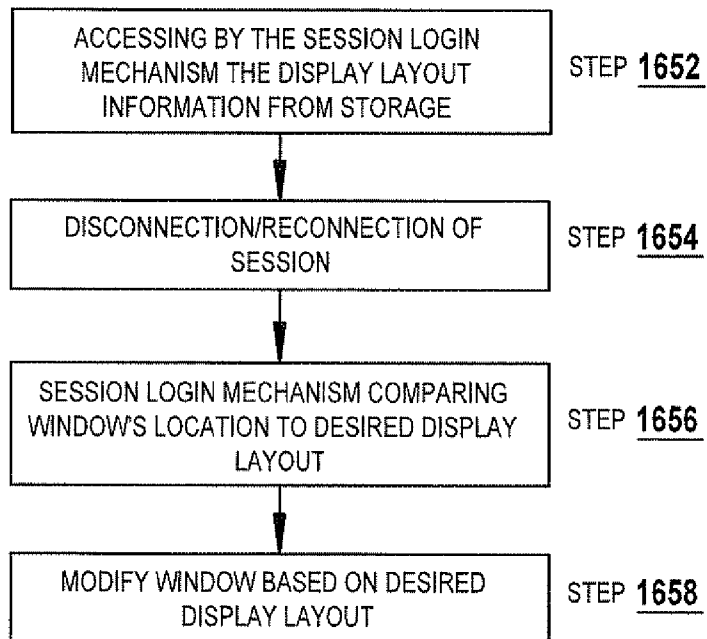 ACCESSING BY THE SESSION LOGIN
MECHANISM THE DISPLAY LAYOUT
INFORMATION FROM STORAGE
STEP 1652
DISCONNECTION/RECONNECTION OF
SESSION
STEP 1654
SESSION LOGIN MECHANISM COMPARING
WINDOW'S LOCATION TO DESIRED DISPLAY
LAYOUT
STEP 1656
MODIFY WINDOW BASED ON DESIRED
DISPLAY LAYOUT
STEP 1658